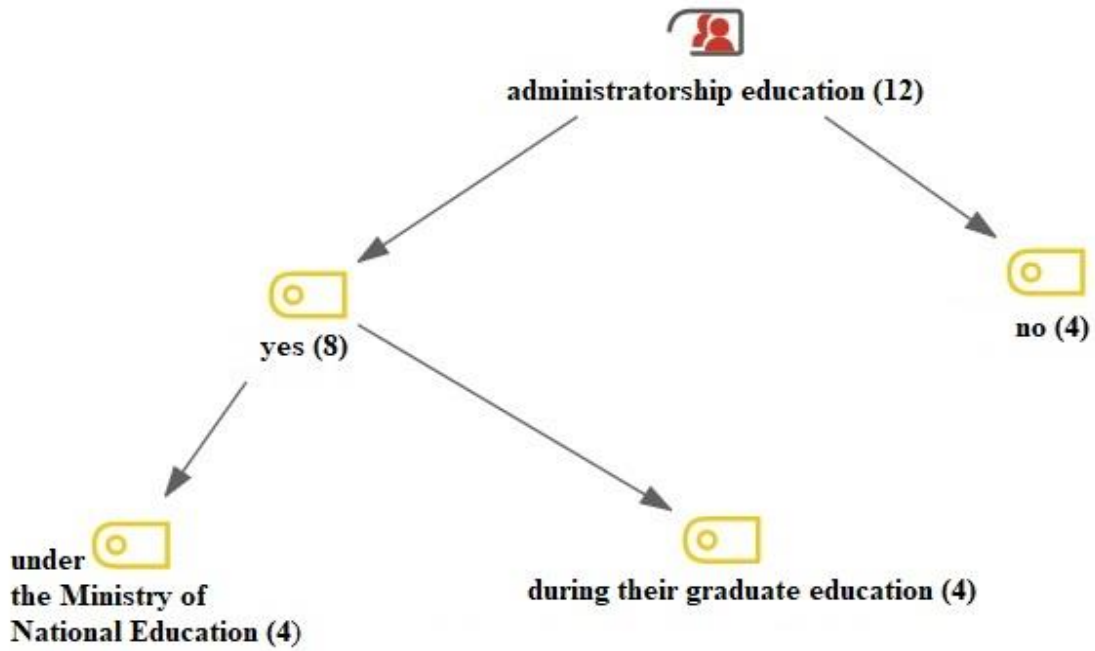 administratorship education (12)
yes (8)
no (4)
under
the Ministry of
National Education (4)
during their graduate education (4)